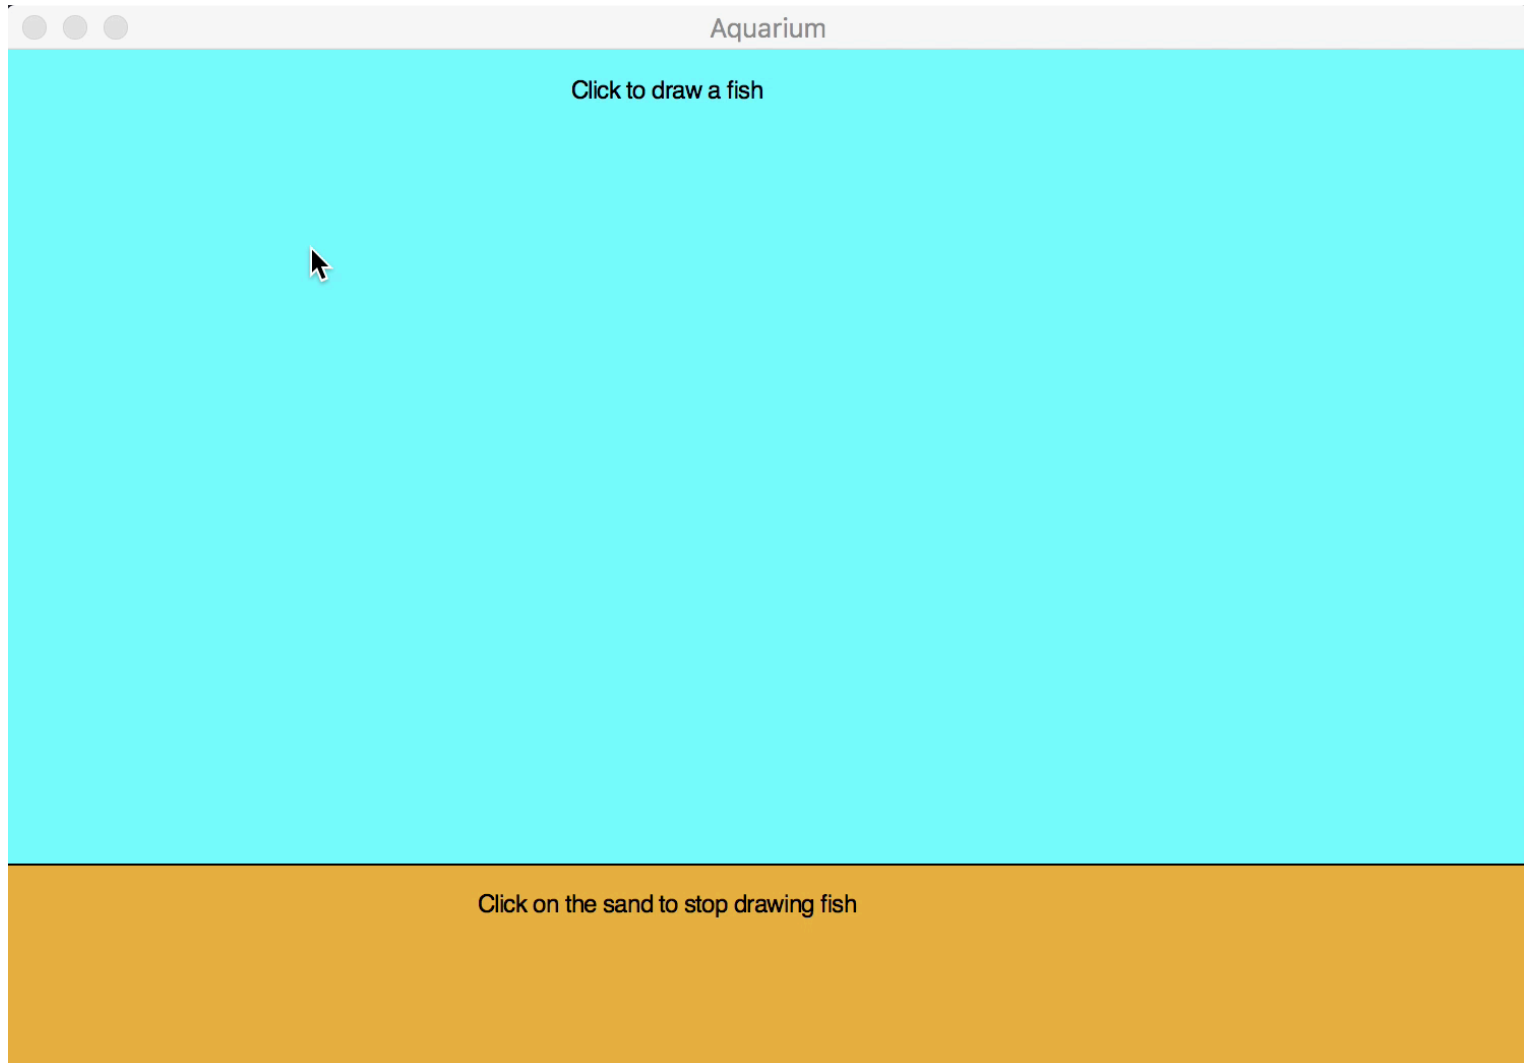 Aquarium
Click to draw a fish
Click on the sand to stop drawing fish